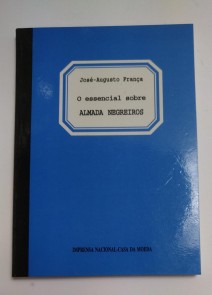 José-Augusto França
O essencial sobre
ALMADA NEGREIROS
IMPRENSA NACIONAL-CASA DA MOEDA